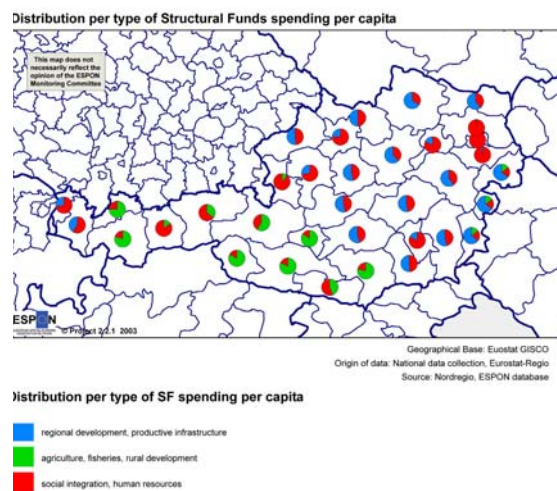 Distribution per type of Structural Funds spending per capita
This map does not
necessarily reflect the
opinion of the ESPON
Monitoring Committee
ESPON
© Project 2.2.1 2003
Geographical Base: Euostat GISCO
Origin of data: National data collection, Eurostat-Regio
Source: Nordregio, ESPON database
Distribution per type of SF spending per capita
regional development, productive infrastructure
agriculture, fisheries, rural development
social integration, human resources